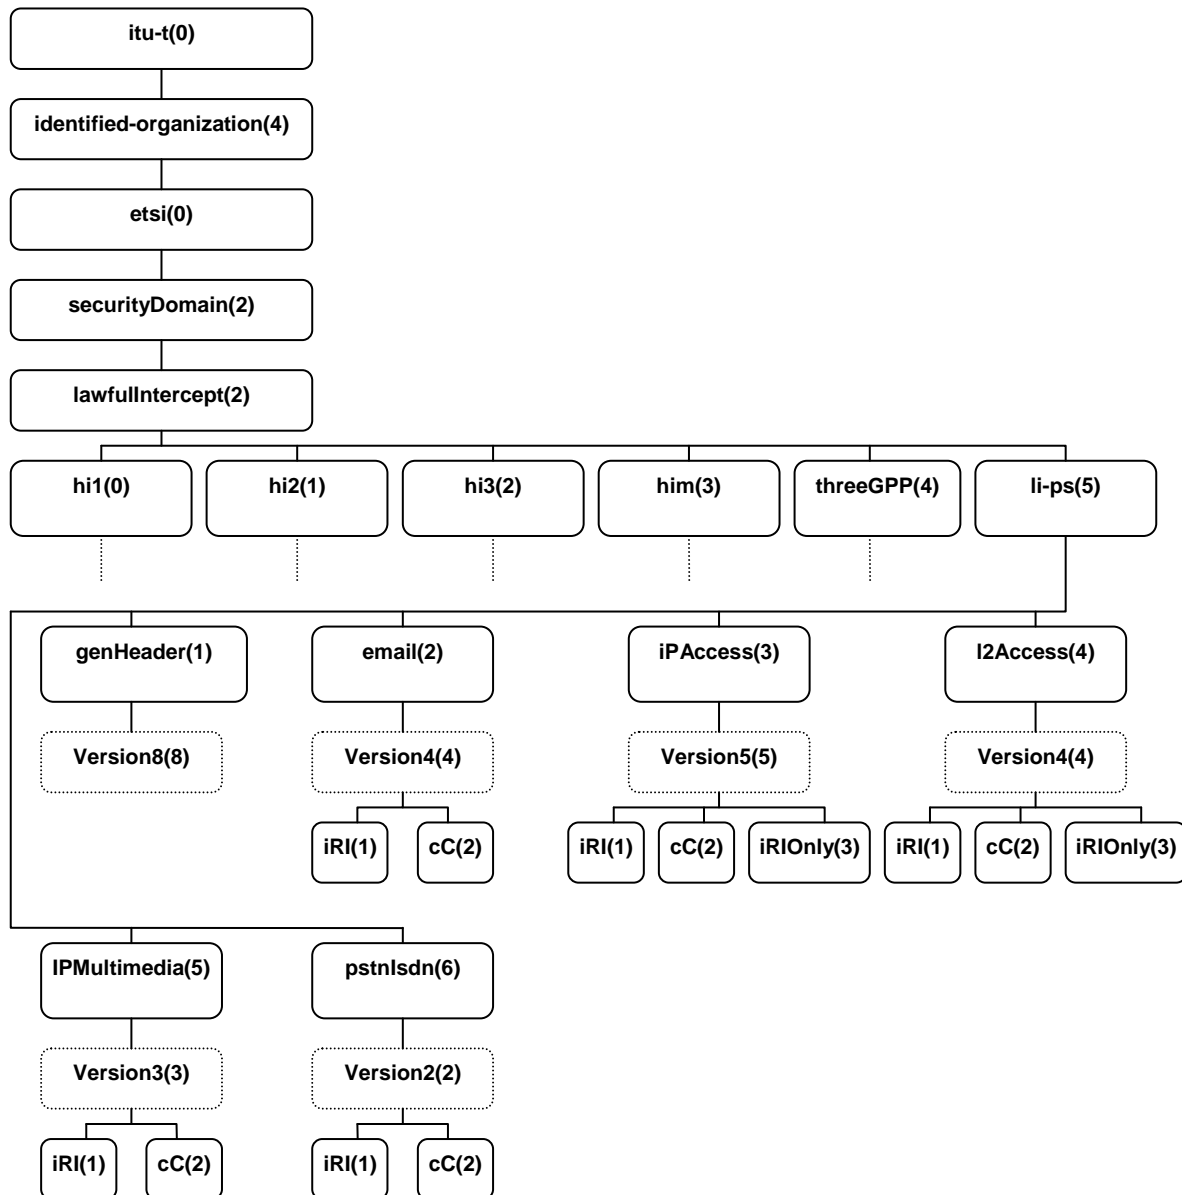 itu-t(0)
identified-organization(4)
etsi(0)
securityDomain(2)
lawfulIntercept(2)
hi1(0)
hi2(1)
hi3(2)
him(3)
threeGPP(4)
li-ps(5)
genHeader(1)
email(2)
iPAccess(3)
l2Access(4)
Version8(8)
Version4(4)
Version5(5)
Version4(4)
iRI(1)
cC(2)
iRI(1)
cC(2)
iRIOnly(3)
iRI(1)
cC(2)
iRIOnly(3)
IPMultimedia(5)
pstnIsdn(6)
Version3(3)
Version2(2)
iRI(1)
cC(2)
iRI(1)
cC(2)